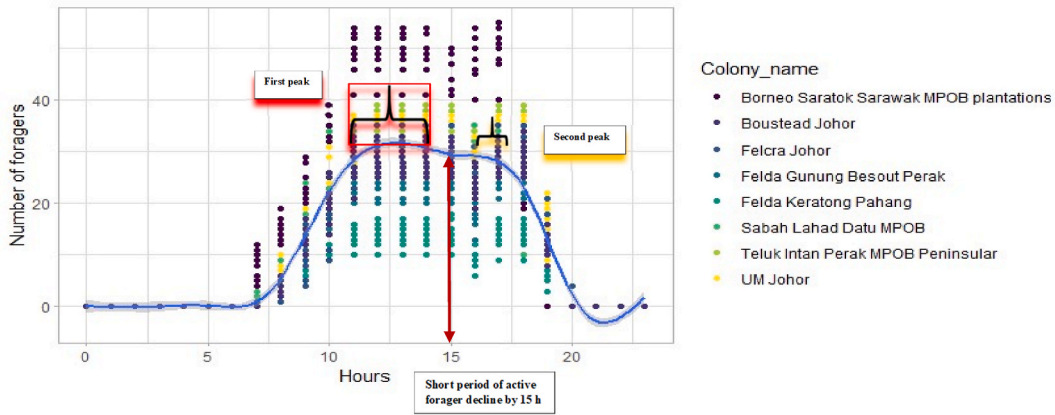 First peak
Second peak
Number of foragers
40
20
0
0
5
10
15
20
Hours
Short period of active
forager decline by 15 h
Colony_name
Borneo Saratok Sarawak MPOB plantations
Boustead Johor
Felcra Johor
Felda Gunung Besout Perak
Felda Keratong Pahang
Sabah Lahad Datu MPOB
Teluk Intan Perak MPOB Peninsular
UM Johor